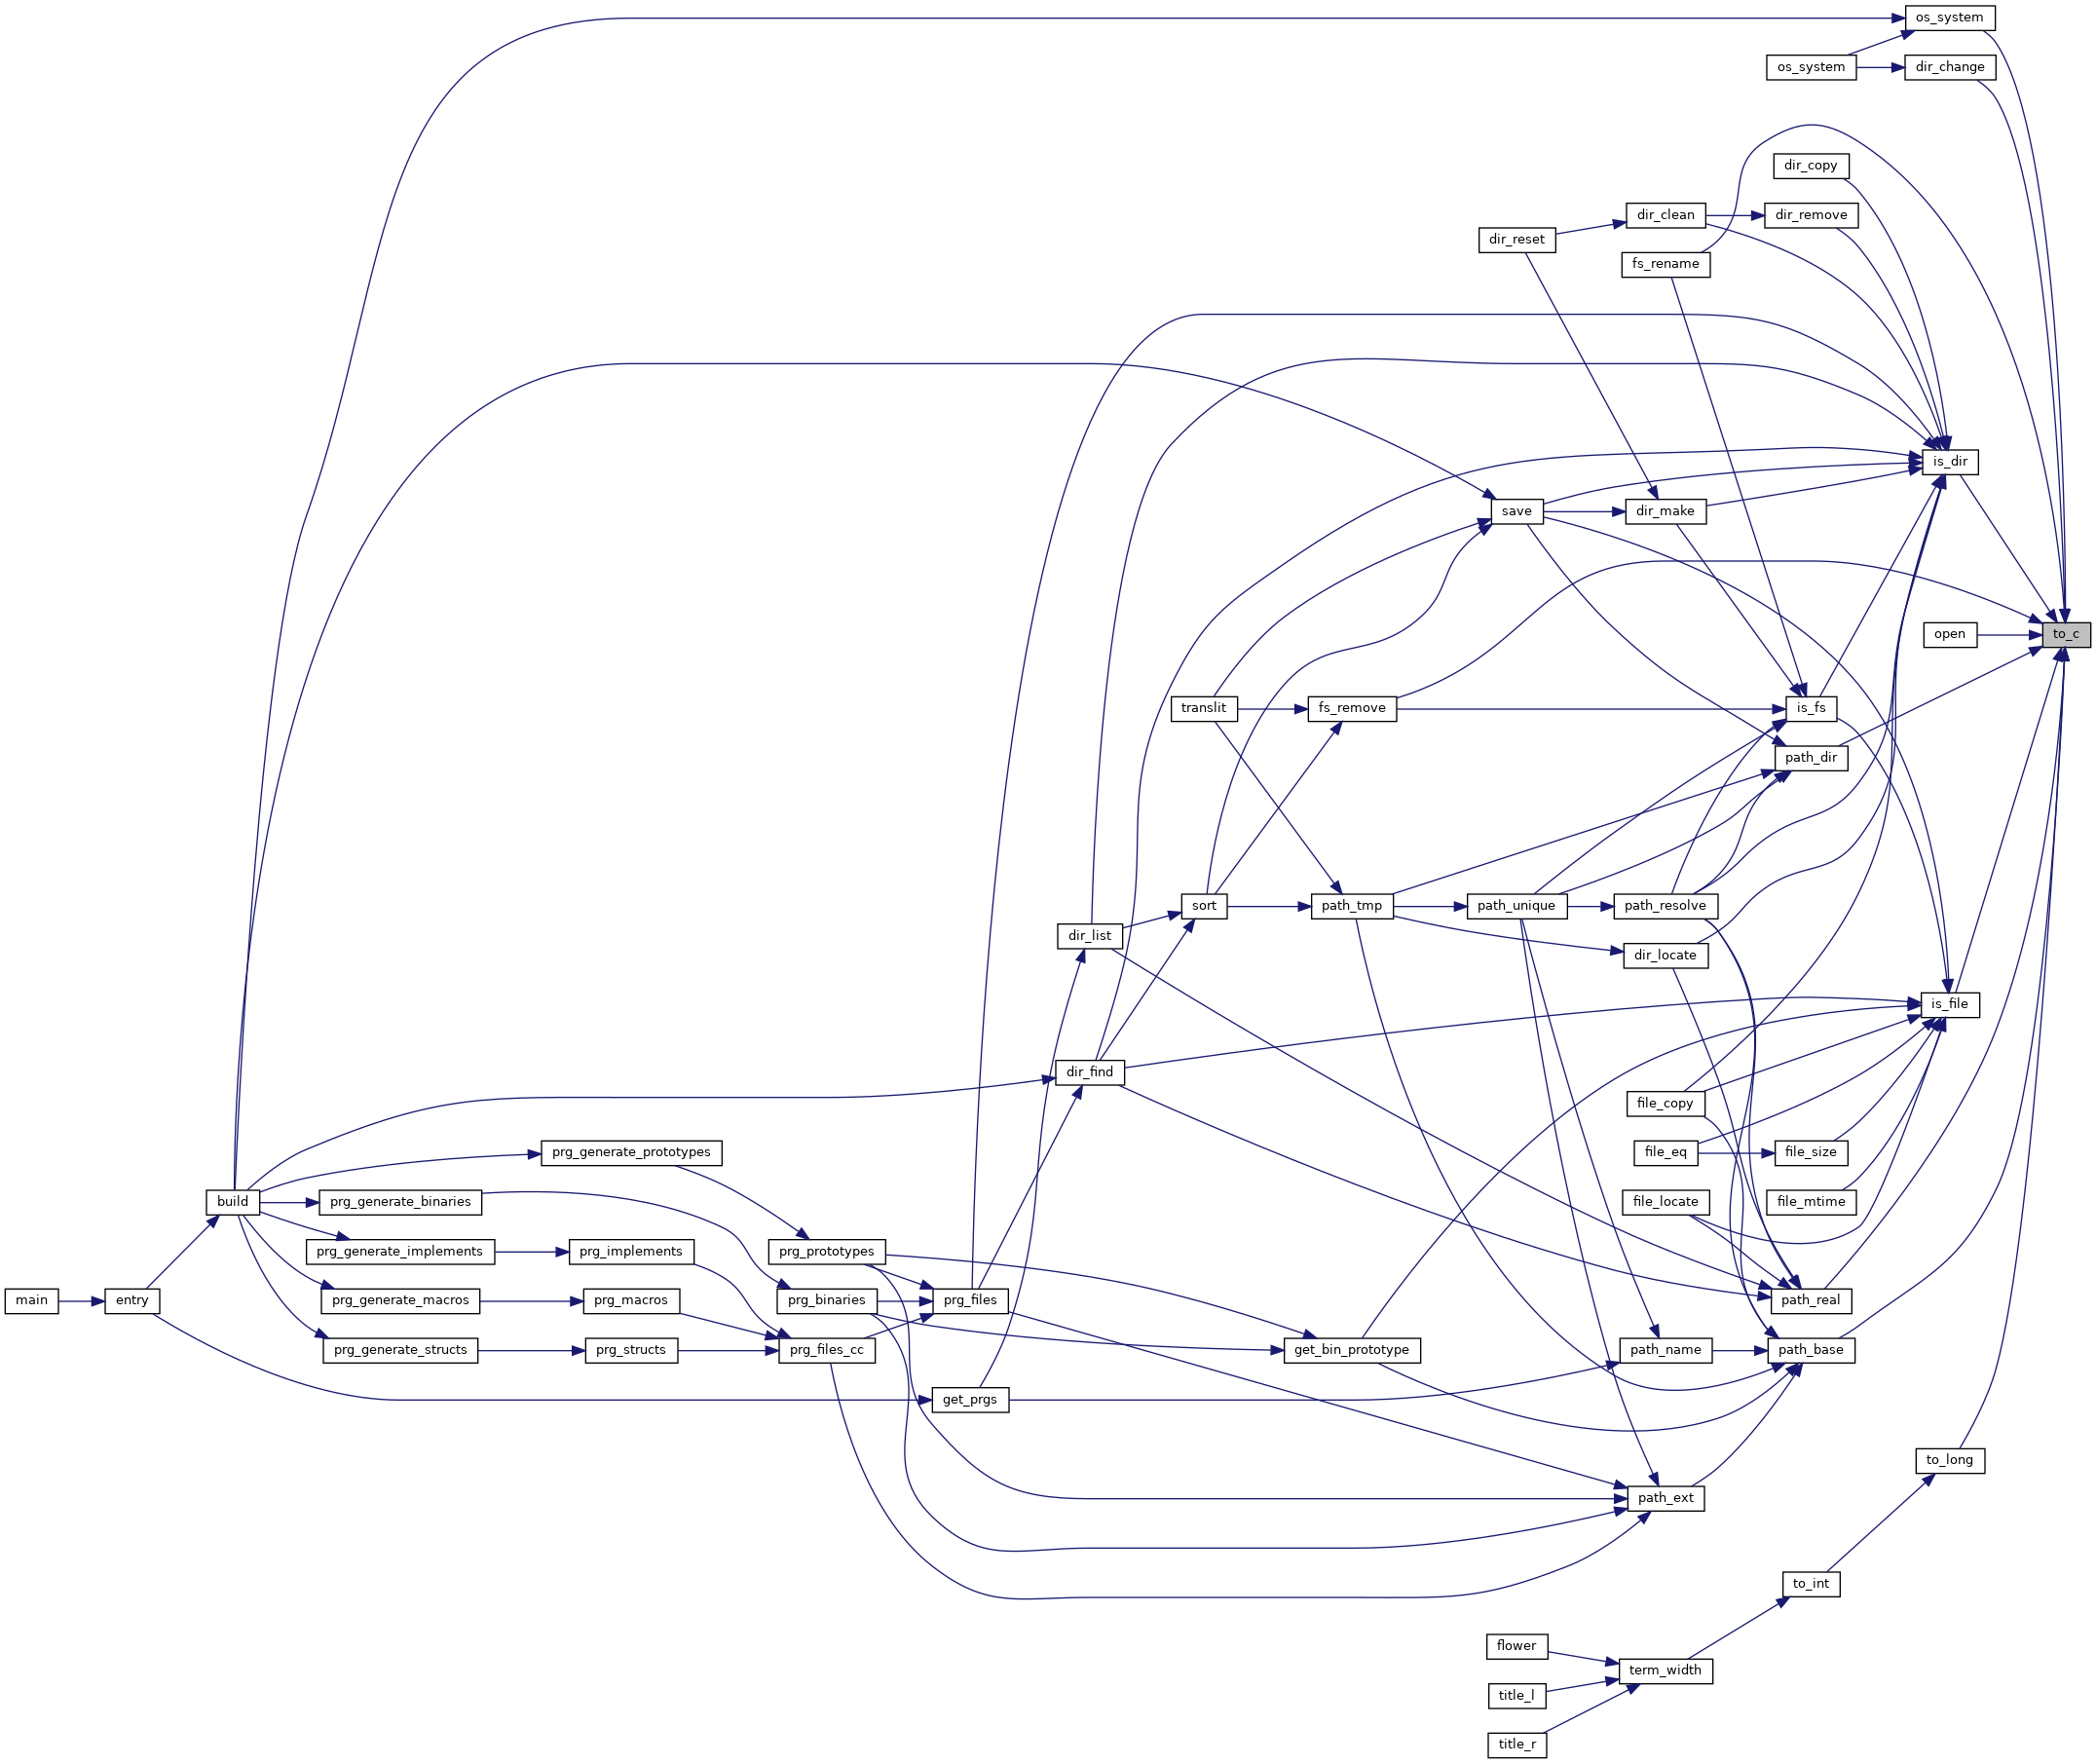 os_system
os_system
dir_change
dir_copy
dir_clean
dir_remove
dir_reset
fs_rename
is_dir
save
dir_make
open
to_c
translit
fs_remove
is_fs
path_dir
sort
path_tmp
path_unique
path_resolve
dir_list
dir_locate
is_file
dir_find
file_copy
prg_generate_prototypes
file_eq
file_size
build
prg_generate_binaries
file_locate
file_mtime
prg_generate_implements
prg_implements
prg_prototypes
main
entry
prg_generate_macros
prg_macros
prg_binaries
prg_files
path_real
prg_generate_structs
prg_structs
prg_files_cc
get_bin_prototype
path_name
path_base
get_prgs
to_long
path_ext
to_int
flower
term_width
title_l
title_r